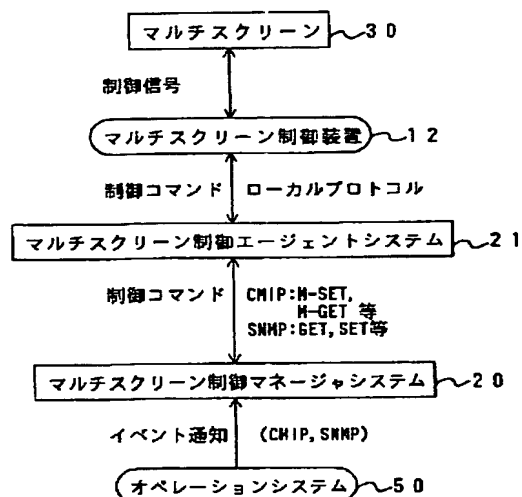 マルチスクリーン 30
制御信号
マルチスクリーン制御装置 12
制御コマンド ローカルプロトコル
マルチスクリーン制御エージェントシステム 21
制御コマンド CMIP:M-SET,
M-GET 等
SNMP:GET,SET等
マルチスクリーン制御マネージャシステム 20
イベント通知 (CMIP,SNMP)
オペレーションシステム 50